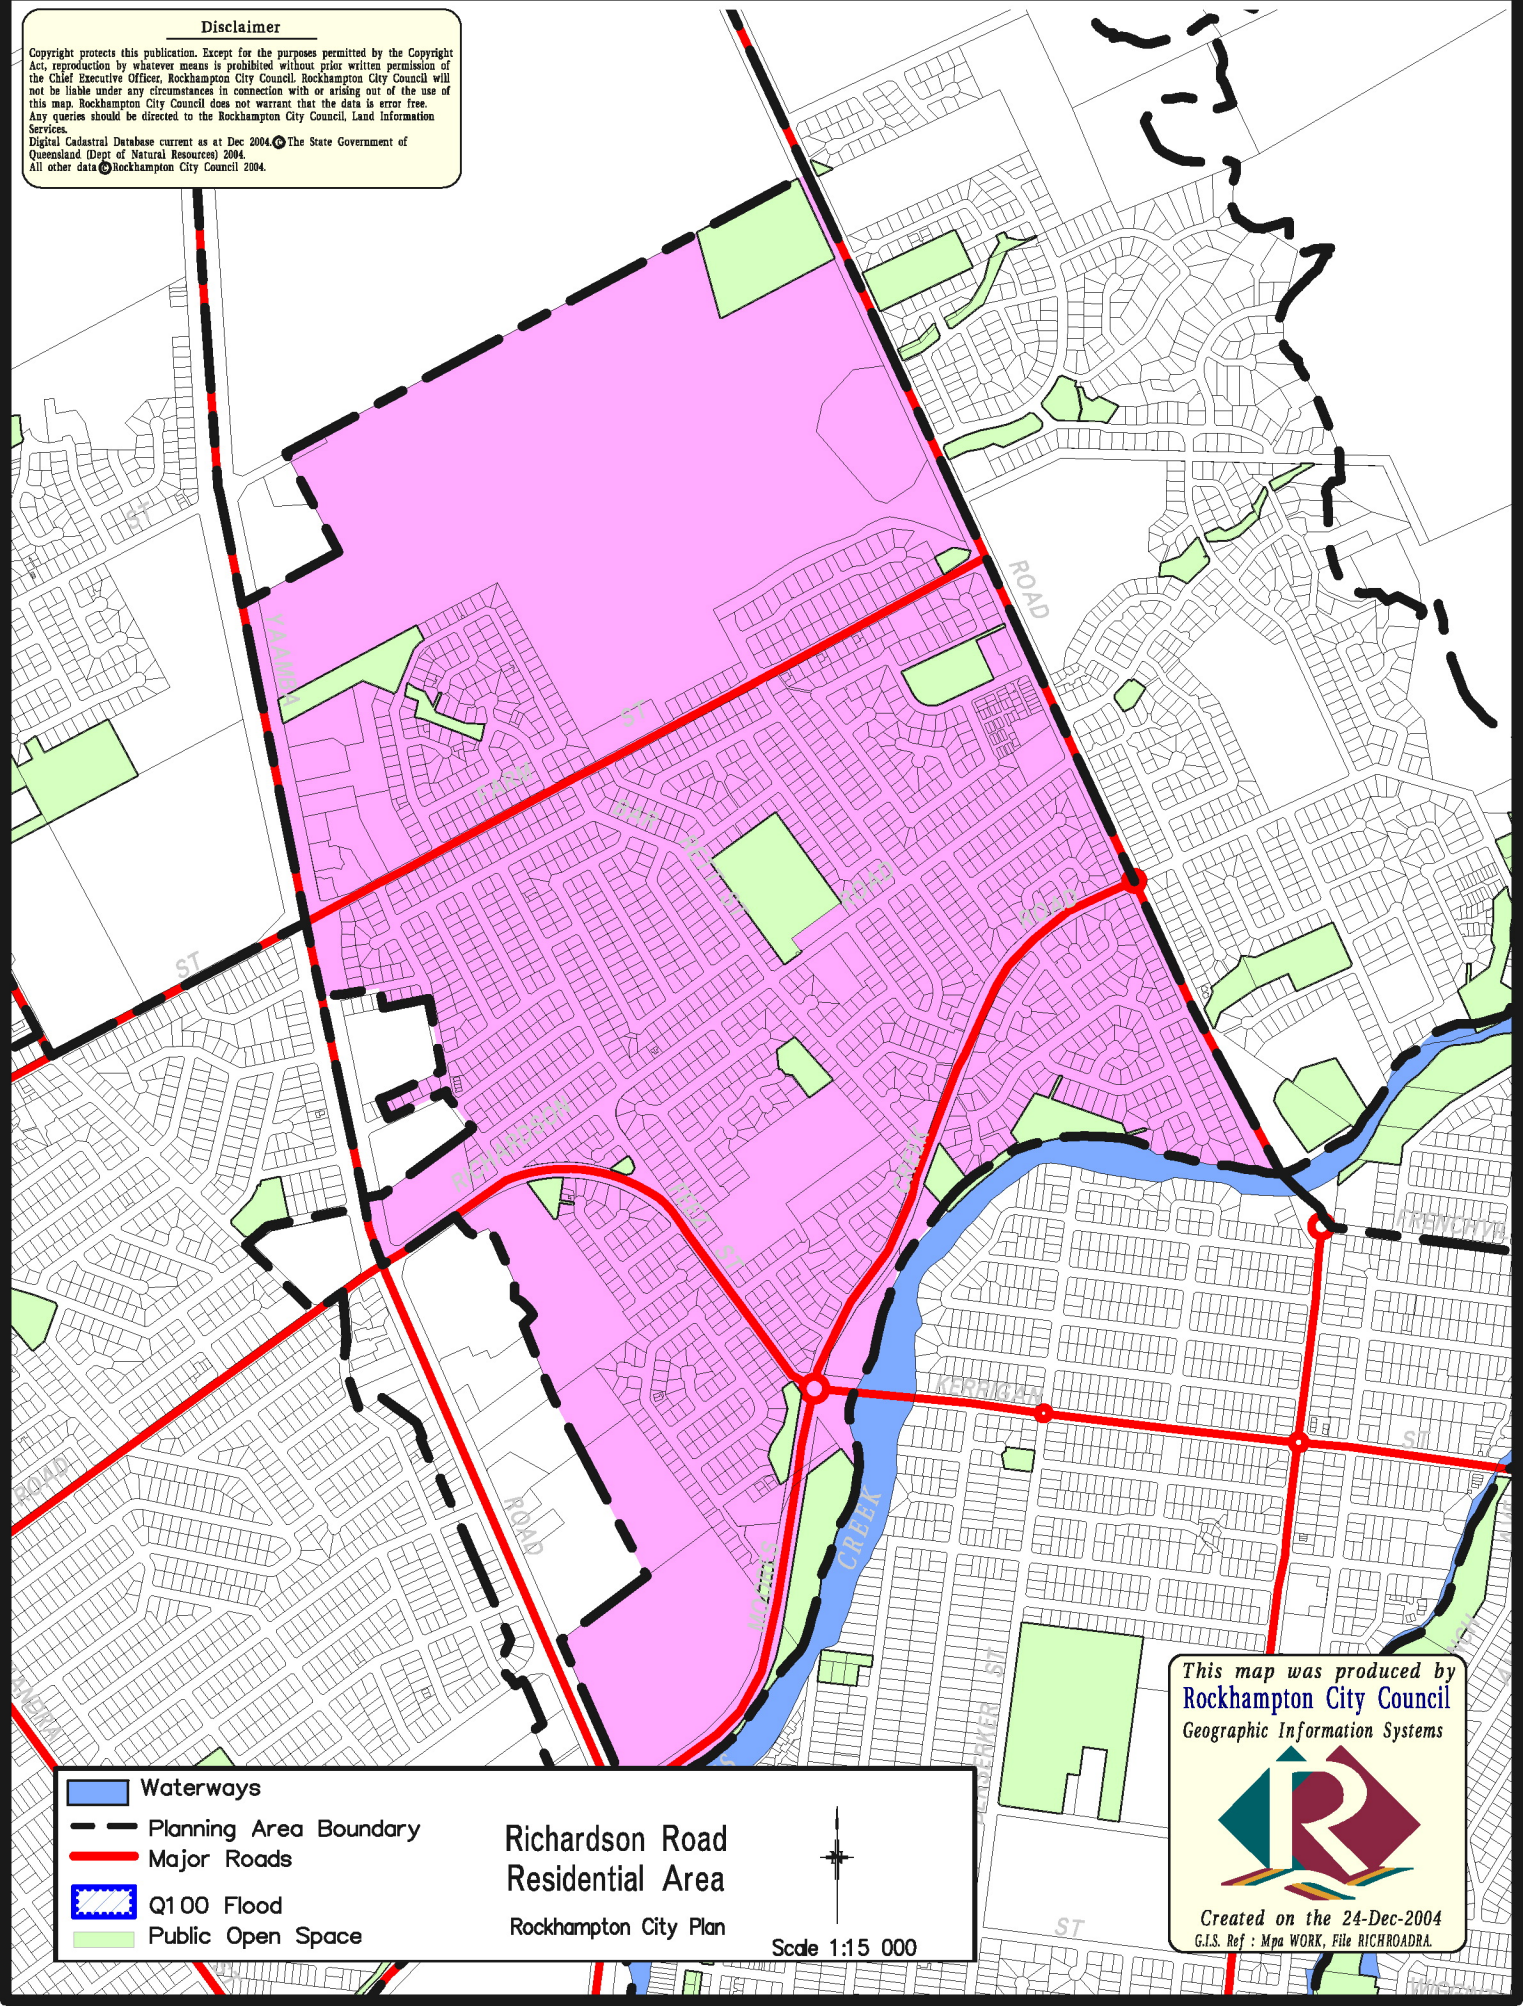 Disclaimer
Copyright protects this publication. Except for the purposes permitted by the Copyright
Act, reproduction by whatever means is prohibited without prior written permission of
the Chief Executive Officer, Rockhampton City Council. Rockhampton City Council will
not be liable under any circumstances in connection with or arising out of the use of
this map. Rockhampton City Council does not warrant that the data is error free.
Any queries should be directed to the Rockhampton City Council, Land Information
Services.
Digital Cadastral Database current as at Dec 2004.© The State Government of
Queensland (Dept of Natural Resources) 2004.
All other data©Rockhampton City Council 2004.
ST
YAAMBA
ROAD
ST
FARM
ROAD
ROAD
ST
RICHARDSON
CREEK
ST
FRENCHVIL
KERRIGAN
ST
ROAD
ROAD
CREEK
MOORES
ST
BERSERKER
ST
This map was produced by
Rockhampton City Council
Geographic Information Systems
R
Created on the 24-Dec-2004
G.I.S. Ref : Mpa WORK, File RICHROADRA.
Waterways
Planning Area Boundary
Major Roads
Q100 Flood
Public Open Space
Richardson Road
Residential Area
Rockhampton City Plan
N
Scale 1:15 000